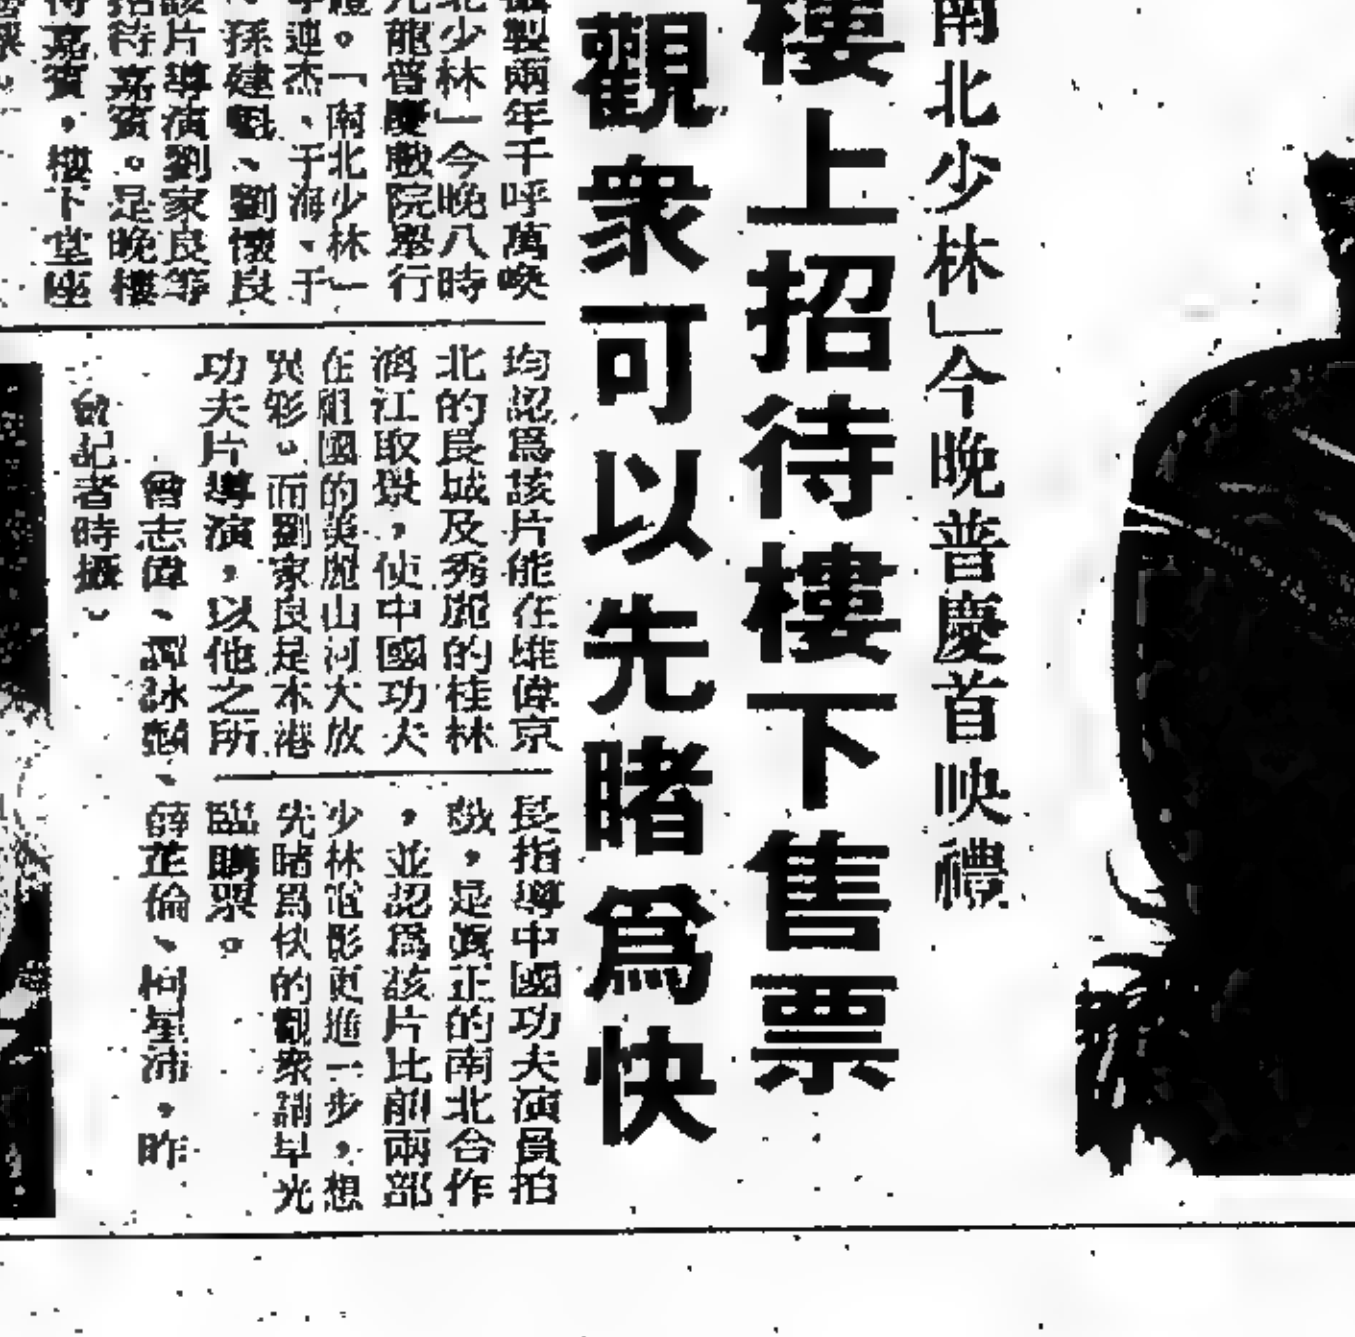 南北少林」今晚普慶首映禮
樓上招待樓下售票
觀衆可以先睹爲快
攝製兩年千呼萬喚
北少林」今晚八時
九龍普慶戲院舉行
禮。「南北少林」
連杰、于海、于
、孫建魁、劉懷良
該片導演劉家良等
招待嘉賓。是晚樓
待嘉賓，樓下堂座
均認爲該片能在雄偉京
北的長城及秀麗的桂林
漓江取景，使中國功夫
在祖國的美麗山河大放
異彩。而劉家良是本港
功夫片導演，以他之所
長指導中國功夫演員拍
戲，是眞正的南北合作
，並認爲該片比前兩部
少林電影更進一步，想
先睹爲快的觀衆請早光
臨購票。
曾志偉、譚詠麟、薛芷倫、柯星沛，昨
記者時攝。